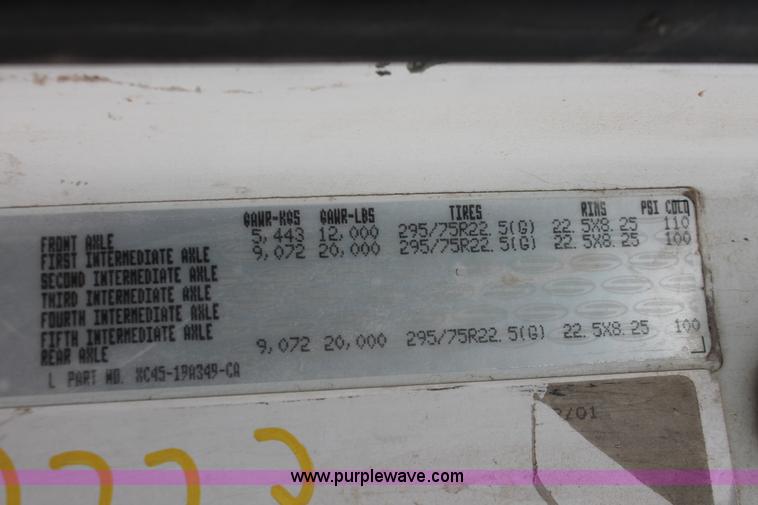 GAWR-KGS GAWR-LBS TIRES RIMS PSI COLD
FRONT AXLE 5,443 12,000 295/75R22.5(G) 22.5X8.25 110
FIRST INTERMEDIATE AXLE 9,072 20,000 295/75R22.5(G) 22.5X8.25 100
SECOND INTERMEDIATE AXLE
THIRD INTERMEDIATE AXLE
FOURTH INTERMEDIATE AXLE
FIFTH INTERMEDIATE AXLE
REAR AXLE 9,072 20,000 295/75R22.5(G) 22.5X8.25 100
L PART NO. XC45-19A349-CA
/01
www.purplewave.com